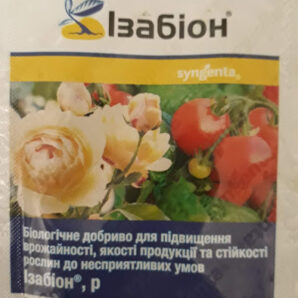 Ізабіон®
syngenta®
Біологічне добриво для підвищення
врожайності, якості продукції та стійкості
рослин до несприятливих умов
Ізабіон®, р